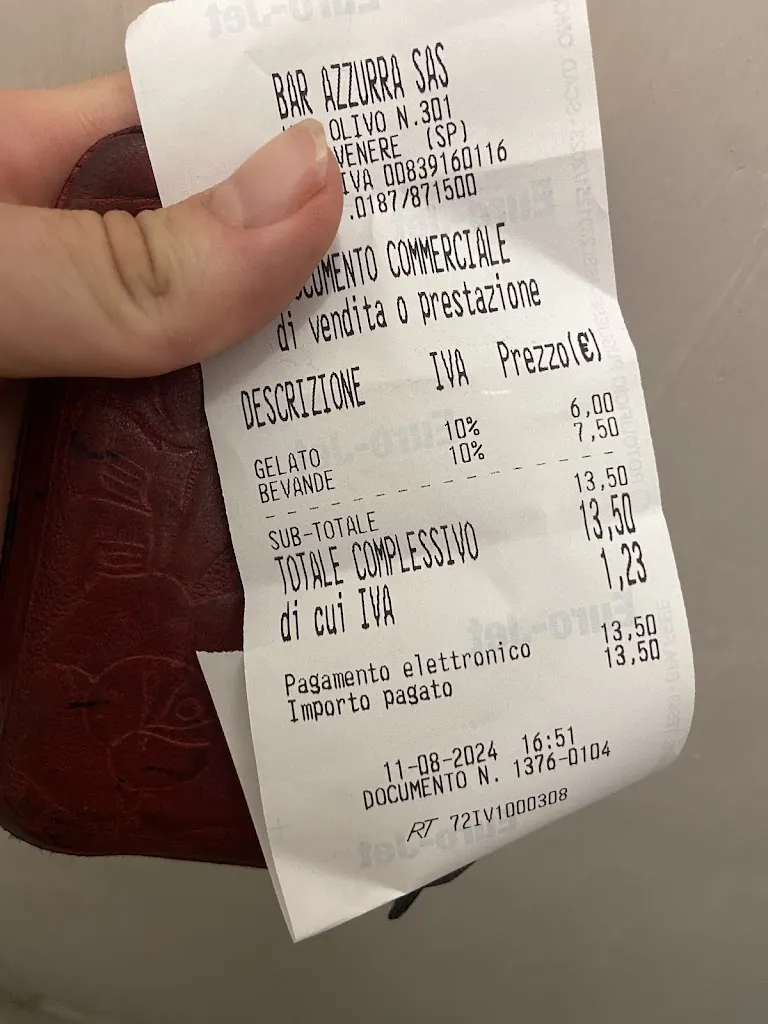 BAR AZZURRA SAS
OLIVO N.301
VENERE (SP)
IVA 00839160116
.0187/871500
CUMENTO COMMERCIALE
di vendita o prestazione
DESCRIZIONE IVA Prezzo(€)
GELATO 10% 6,00
BEVANDE 10% 7,50
SUB-TOTALE 13,50
TOTALE COMPLESSIVO 13,50
di cui IVA 1,23
Pagamento elettronico 13,50
Importo pagato 13,50
11-08-2024 16:51
DOCUMENTO N. 1376-0104
RT 72IV1000308